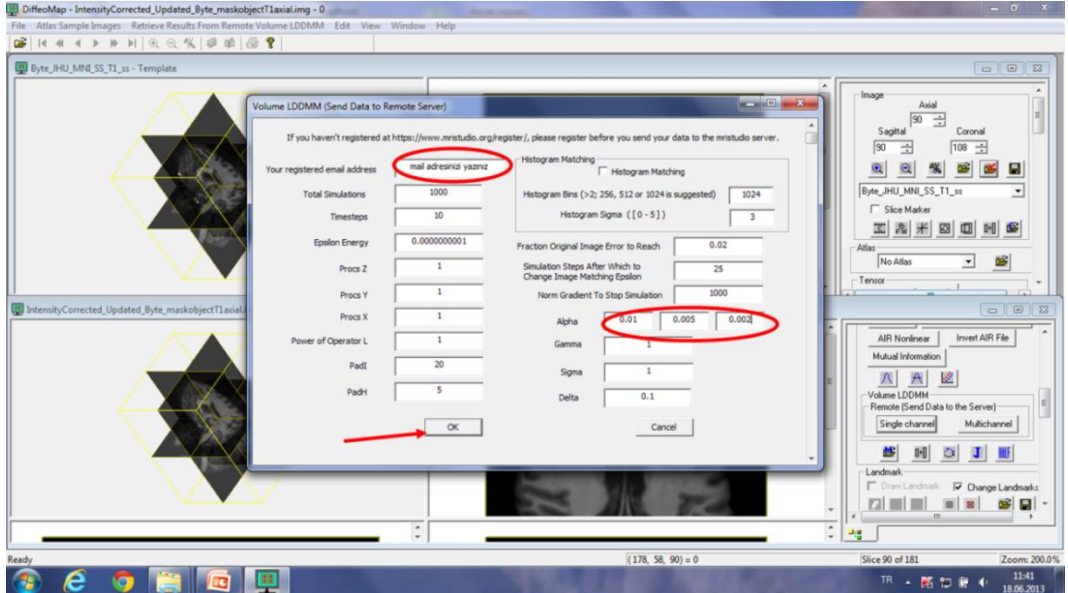 DiffeoMap - IntensityCorrected_Updated_Byte_maskobjectT1axial.img - 0
File Atlas Sample Images Retrieve Results From Remote Volume LDDMM Edit View Window Help
Byte_JHU_MNI_SS_T1_ss - Template
Volume LDDMM (Send Data to Remote Server)
If you haven't registered at https://www.mristudio.org/register/, please register before you send your data to the mristudio server.
Your registered email address mail adresinizi yazınız
Total Simulations 1000
Timesteps 10
Epsilon Energy 0.0000000001
Procs Z 1
Procs Y 1
Procs X 1
Power of Operator L 1
PadI 20
PadH 5
OK
Histogram Matching
Histogram Matching
Histogram Bins (>2; 256, 512 or 1024 is suggested) 1024
Histogram Sigma ([0 - 5]) 3
Fraction Original Image Error to Reach 0.02
Simulation Steps After Which to
Change Image Matching Epsilon 25
Norm Gradient To Stop Simulation 1000
Alpha 0.01 0.005 0.002
Gamma 1
Sigma 1
Delta 0.1
Cancel
Image
Axial
90
Sagittal Coronal
90 108
Byte_JHU_MNI_SS_T1_ss
Slice Marker
Atlas
No Atlas
Tensor
IntensityCorrected_Updated_Byte_maskobjectT1axial
AIR Nonlinear Invert AIR File
Mutual Information
Volume LDDMM
Remote (Send Data to the Server)
Single channel Multichannel
Landmark
Draw Landmark Change Landmarks
Ready (178, 58, 90) = 0 Slice 90 of 181 Zoom: 200.0%
TR 11:41
18.06.2013